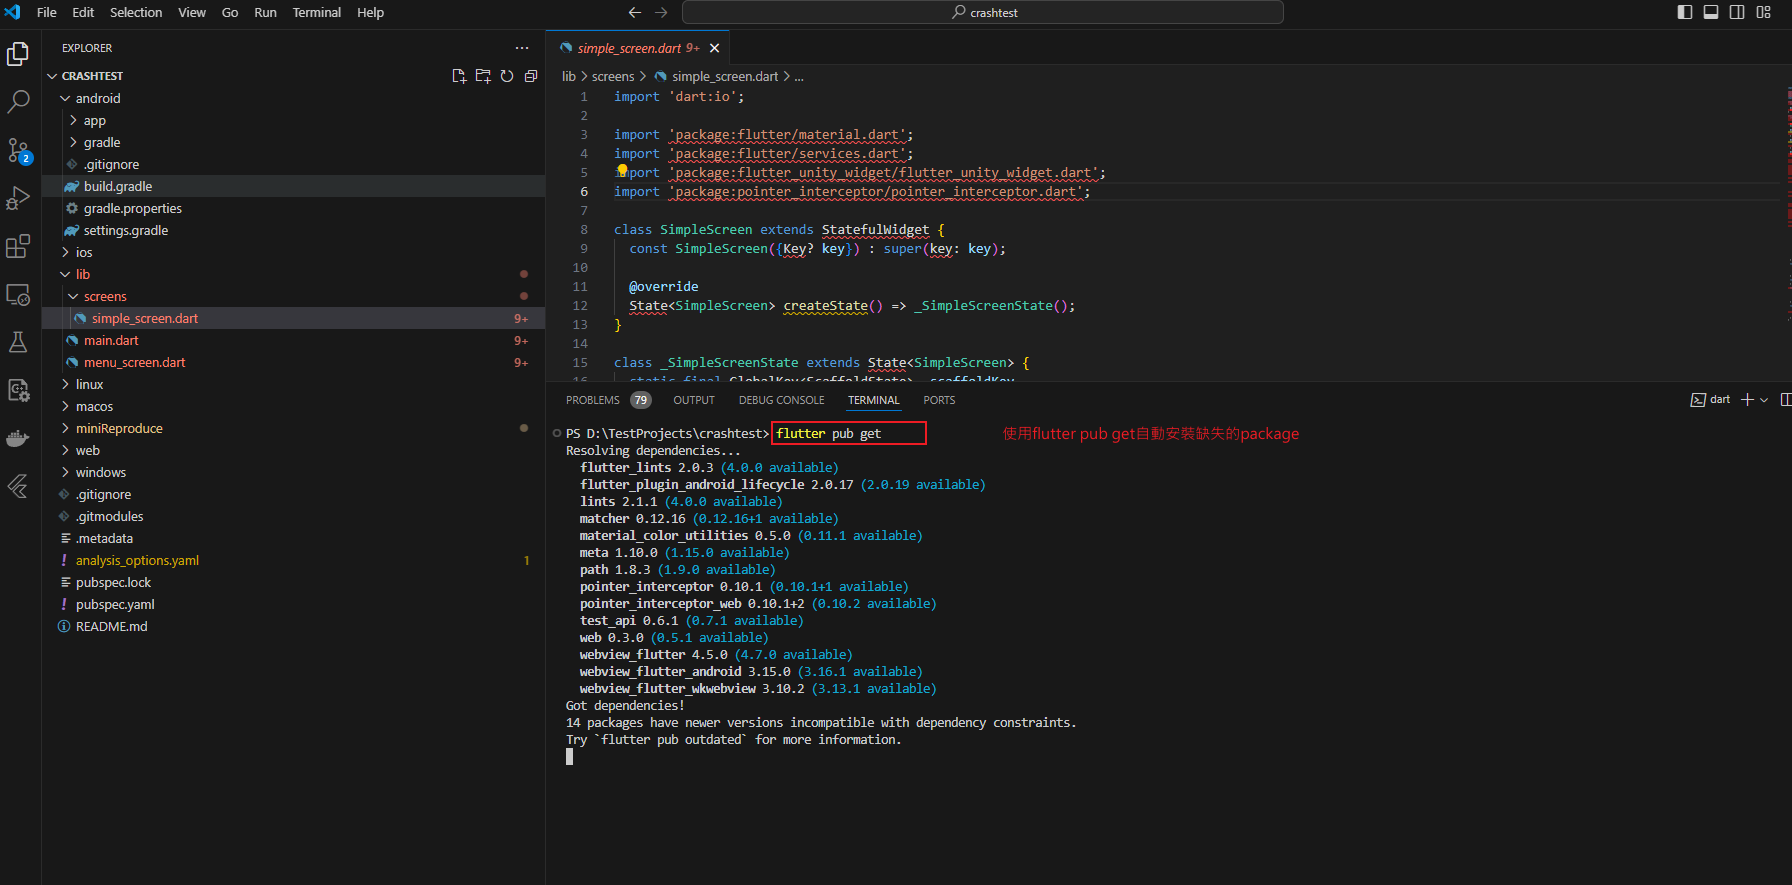 File Edit Selection View Go Run Terminal Help
crashtest
EXPLORER
CRASHTEST
android
app
gradle
.gitignore
build.gradle
gradle.properties
settings.gradle
ios
lib
screens
simple_screen.dart 9+
main.dart 9+
menu_screen.dart 9+
linux
macos
miniReproduce
web
windows
.gitignore
.gitmodules
.metadata
analysis_options.yaml 1
pubspec.lock
pubspec.yaml
README.md
2
simple_screen.dart 9+
lib > screens > simple_screen.dart > ...
1 import 'dart:io';
2
3 import 'package:flutter/material.dart';
4 import 'package:flutter/services.dart';
5 import 'package:flutter_unity_widget/flutter_unity_widget.dart';
6 import 'package:pointer_interceptor/pointer_interceptor.dart';
7
8 class SimpleScreen extends StatefulWidget {
9 const SimpleScreen({Key? key}) : super(key: key);
10
11 @override
12 State<SimpleScreen> createState() => _SimpleScreenState();
13 }
14
15 class _SimpleScreenState extends State<SimpleScreen> {
16 static final GlobalKey<ScaffoldState> _scaffoldKey
PROBLEMS 79 OUTPUT DEBUG CONSOLE TERMINAL PORTS
dart
PS D:\TestProjects\crashtest> flutter pub get
使用flutter pub get自動安裝缺失的package
Resolving dependencies...
flutter_lints 2.0.3 (4.0.0 available)
flutter_plugin_android_lifecycle 2.0.17 (2.0.19 available)
lints 2.1.1 (4.0.0 available)
matcher 0.12.16 (0.12.16+1 available)
material_color_utilities 0.5.0 (0.11.1 available)
meta 1.10.0 (1.15.0 available)
path 1.8.3 (1.9.0 available)
pointer_interceptor 0.10.1 (0.10.1+1 available)
pointer_interceptor_web 0.10.1+2 (0.10.2 available)
test_api 0.6.1 (0.7.1 available)
web 0.3.0 (0.5.1 available)
webview_flutter 4.5.0 (4.7.0 available)
webview_flutter_android 3.15.0 (3.16.1 available)
webview_flutter_wkwebview 3.10.2 (3.13.1 available)
Got dependencies!
14 packages have newer versions incompatible with dependency constraints.
Try `flutter pub outdated` for more information.